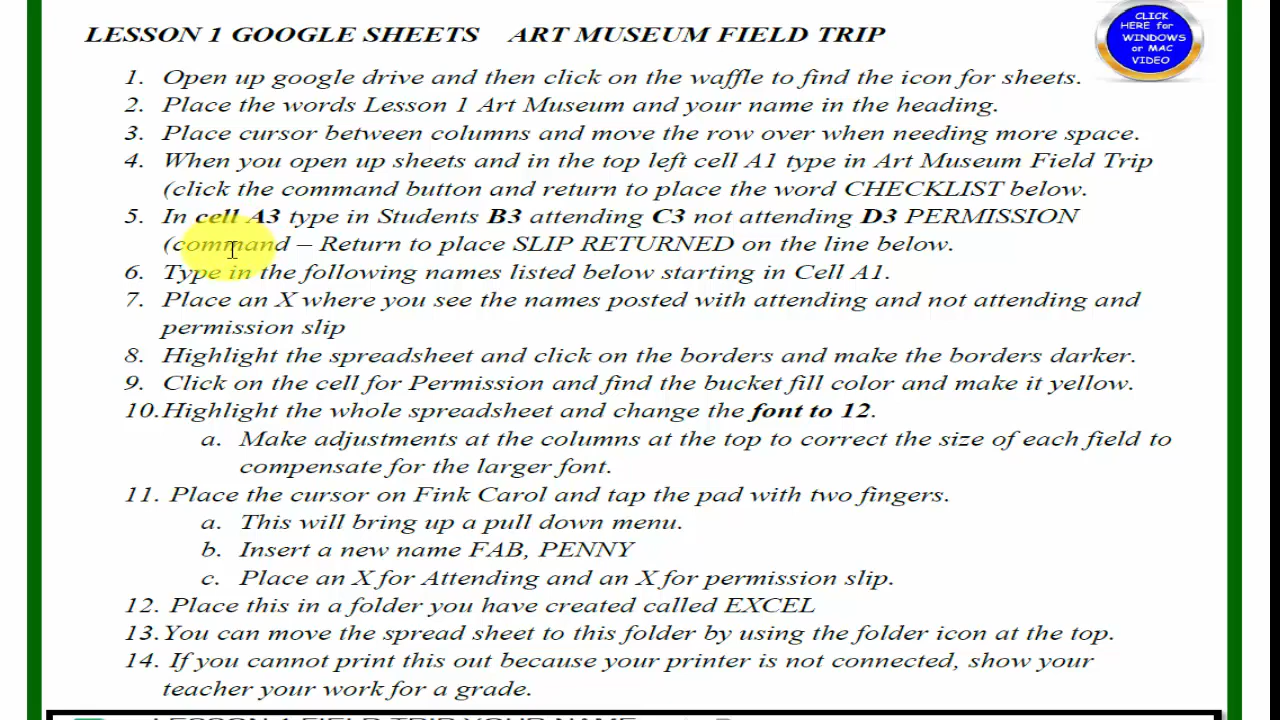 LESSON 1 GOOGLE SHEETS ART MUSEUM FIELD TRIP
CLICK
HERE for
WINDOWS
or MAC
VIDEO
1. Open up google drive and then click on the waffle to find the icon for sheets.
2. Place the words Lesson 1 Art Museum and your name in the heading.
3. Place cursor between columns and move the row over when needing more space.
4. When you open up sheets and in the top left cell A1 type in Art Museum Field Trip
(click the command button and return to place the word CHECKLIST below.
5. In cell A3 type in Students B3 attending C3 not attending D3 PERMISSION
(command – Return to place SLIP RETURNED on the line below.
6. Type in the following names listed below starting in Cell A1.
7. Place an X where you see the names posted with attending and not attending and
permission slip
8. Highlight the spreadsheet and click on the borders and make the borders darker.
9. Click on the cell for Permission and find the bucket fill color and make it yellow.
10. Highlight the whole spreadsheet and change the font to 12.
a. Make adjustments at the columns at the top to correct the size of each field to
compensate for the larger font.
11. Place the cursor on Fink Carol and tap the pad with two fingers.
a. This will bring up a pull down menu.
b. Insert a new name FAB, PENNY
c. Place an X for Attending and an X for permission slip.
12. Place this in a folder you have created called EXCEL
13. You can move the spread sheet to this folder by using the folder icon at the top.
14. If you cannot print this out because your printer is not connected, show your
teacher your work for a grade.
LESSON 1 FIELD TRIP YOUR NAME